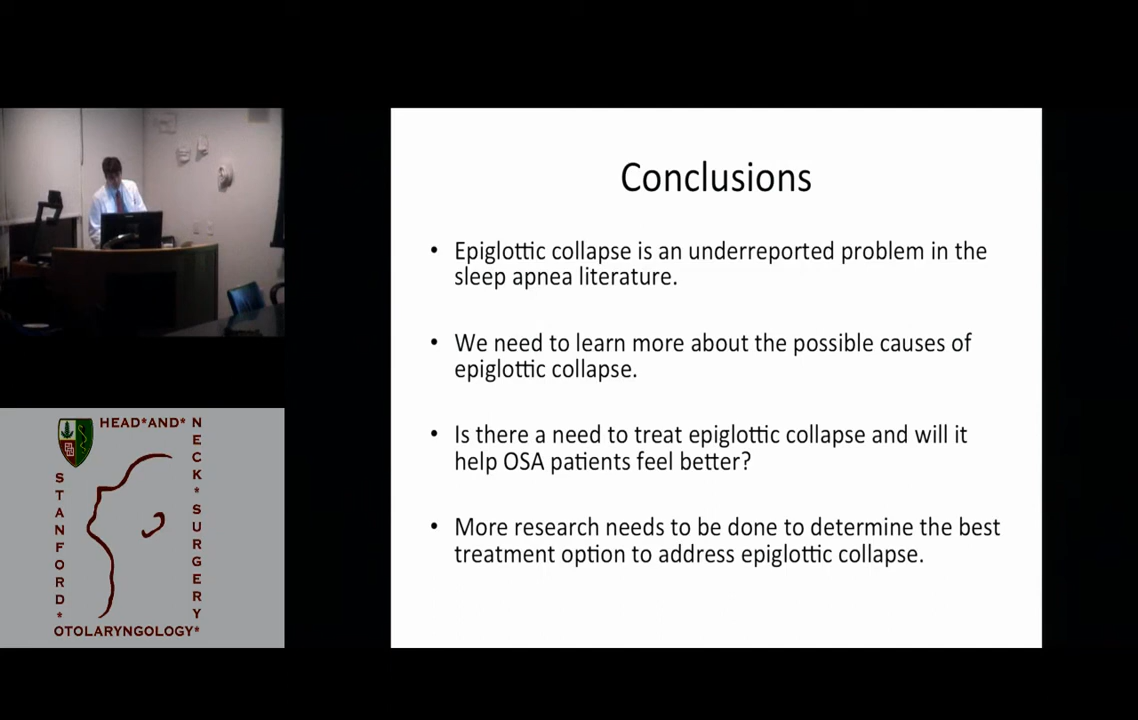 Conclusions
• Epiglottic collapse is an underreported problem in the
sleep apnea literature.
• We need to learn more about the possible causes of
epiglottic collapse.
• Is there a need to treat epiglottic collapse and will it
help OSA patients feel better?
• More research needs to be done to determine the best
treatment option to address epiglottic collapse.
HEAD*AND*
NECK*SURGERY*
STANFORD*
OTOLARYNGOLOGY*